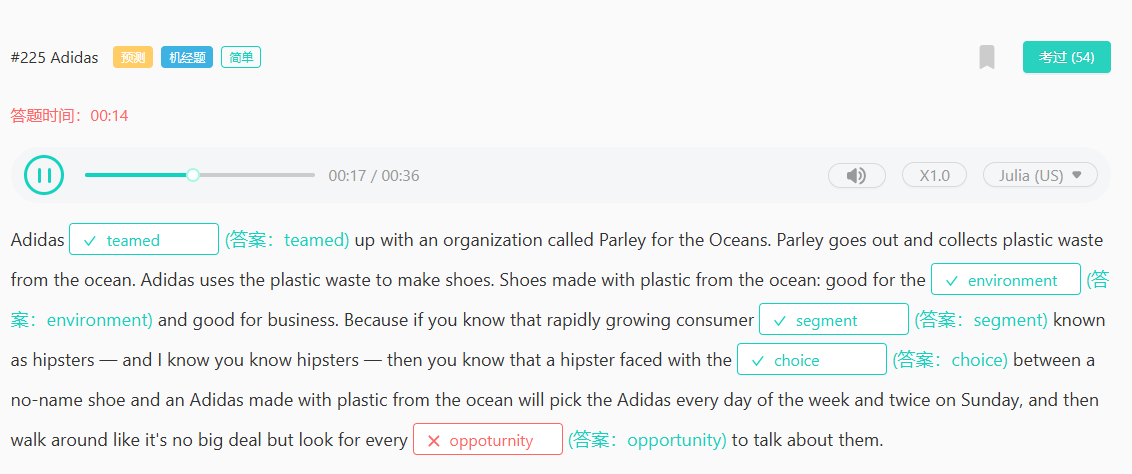 #225 Adidas 预测 机经题 简单 考过 (54)
答题时间：00:14
00:17 / 00:36 X1.0 Julia (US)
Adidas teamed (答案：teamed) up with an organization called Parley for the Oceans. Parley goes out and collects plastic waste
from the ocean. Adidas uses the plastic waste to make shoes. Shoes made with plastic from the ocean: good for the environment (答
案：environment) and good for business. Because if you know that rapidly growing consumer segment (答案：segment) known
as hipsters — and I know you know hipsters — then you know that a hipster faced with the choice (答案：choice) between a
no-name shoe and an Adidas made with plastic from the ocean will pick the Adidas every day of the week and twice on Sunday, and then
walk around like it's no big deal but look for every oppoturnity (答案：opportunity) to talk about them.